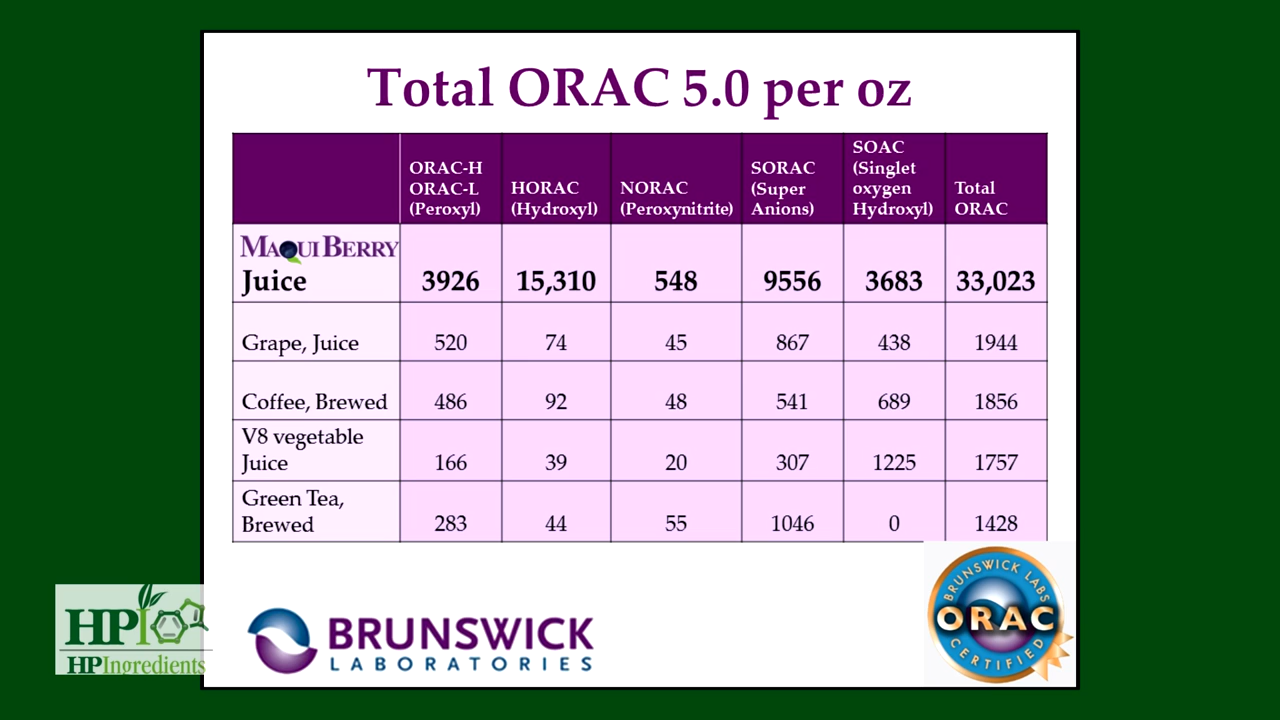 Total ORAC 5.0 per oz
ORAC-H
ORAC-L
(Peroxyl)
HORAC
(Hydroxyl)
NORAC
(Peroxynitrite)
SORAC
(Super
Anions)
SOAC
(Singlet
oxygen
Hydroxyl)
Total
ORAC
MAQUI BERRY
Juice 3926 15,310 548 9556 3683 33,023
Grape, Juice 520 74 45 867 438 1944
Coffee, Brewed 486 92 48 541 689 1856
V8 vegetable
Juice 166 39 20 307 1225 1757
Green Tea,
Brewed 283 44 55 1046 0 1428
HPI
HPIngredients
BRUNSWICK
LABORATORIES
BRUNSWICK LABS
ORAC
CERTIFIED